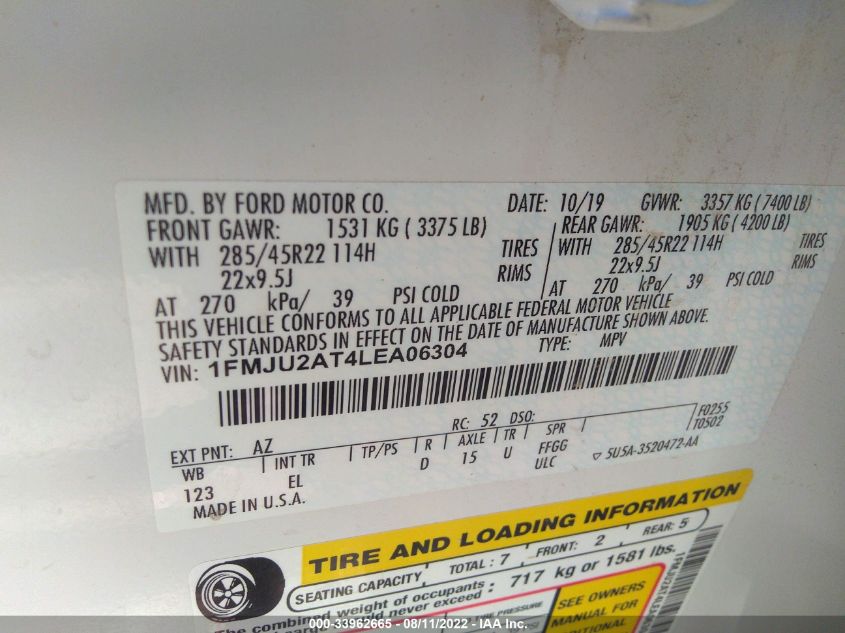 MFD. BY FORD MOTOR CO. DATE: 10/19 GVWR: 3357 KG ( 7400 LB)
FRONT GAWR: 1531 KG ( 3375 LB) REAR GAWR: 1905 KG ( 4200 LB)
WITH 285/45R22 114H TIRES WITH 285/45R22 114H TIRES
22x9.5J RIMS 22x9.5J RIMS
AT 270 kPa/ 39 PSI COLD AT 270 kPa/ 39 PSI COLD
THIS VEHICLE CONFORMS TO ALL APPLICABLE FEDERAL MOTOR VEHICLE
SAFETY STANDARDS IN EFFECT ON THE DATE OF MANUFACTURE SHOWN ABOVE.
VIN: 1FMJU2AT4LEA06304 TYPE: MPV
EXT PNT: AZ RC: 52 DSO: F0255
WB INT TR TP/PS R AXLE TR SPR T0502
123 EL D 15 U FFGG
ULC ▽ 5U5A-3520472-AA
MADE IN U.S.A.
TIRE AND LOADING INFORMATION
SEATING CAPACITY TOTAL: 7 FRONT: 2 REAR: 5
The combined weight of occupants
should never exceed : 717 kg or 1581 lbs.
PRESSURE
SEE OWNERS
MANUAL FOR
ADDITIONAL
000-33962665 - 08/11/2022 - IAA Inc.